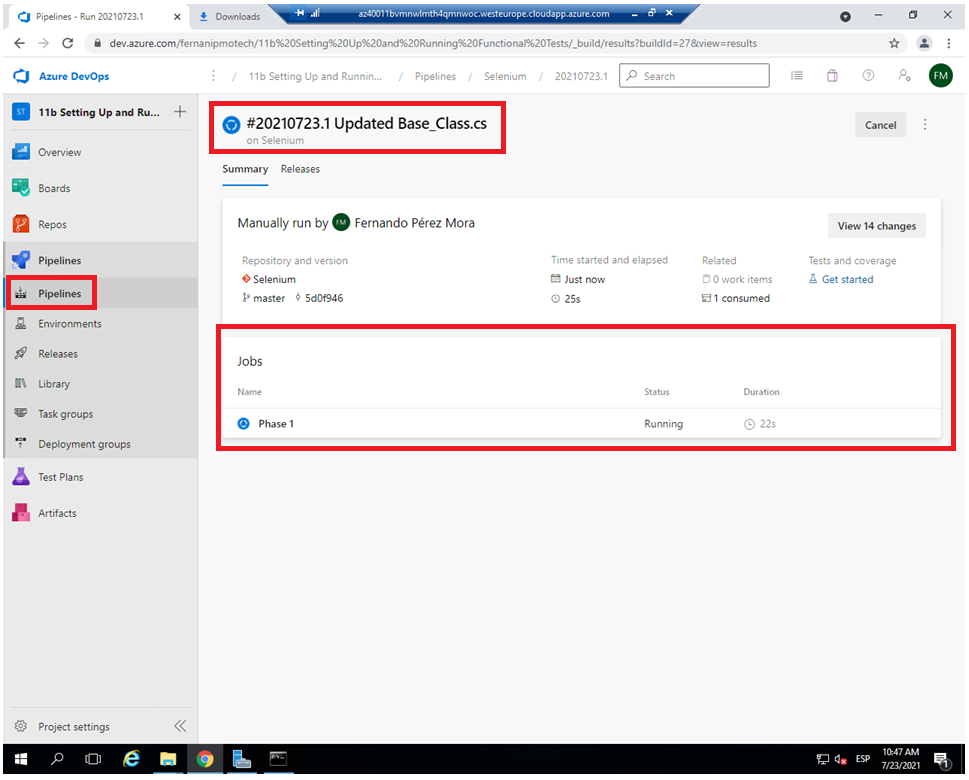 Pipelines - Run 20210723.1
Downloads
az40011bvmnwlmth4qmnwoc.westeurope.cloudapp.azure.com
dev.azure.com/fernanipmotech/11b%20Setting%20Up%20and%20Running%20Functional%20Tests/_build/results?buildId=27&view=results
Azure DevOps
/ 11b Setting Up and Runnin... / Pipelines / Selenium / 20210723.1
Search
FM
ST 11b Setting Up and Ru...
Overview
Boards
Repos
Pipelines
Pipelines
Environments
Releases
Library
Task groups
Deployment groups
Test Plans
Artifacts
Project settings
#20210723.1 Updated Base_Class.cs
on Selenium
Cancel
Summary Releases
Manually run by FM Fernando Pérez Mora
View 14 changes
Repository and version
Selenium
master 5d0f946
Time started and elapsed
Just now
25s
Related
0 work items
1 consumed
Tests and coverage
Get started
Jobs
Name Status Duration
Phase 1 Running 22s
ESP
10:47 AM
7/23/2021
1